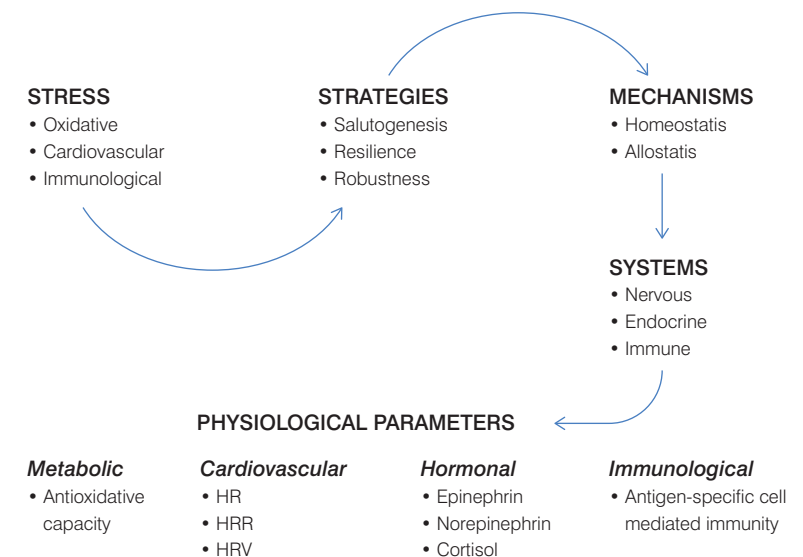 STRESS
• Oxidative
• Cardiovascular
• Immunological
STRATEGIES
• Salutogenesis
• Resilience
• Robustness
MECHANISMS
• Homeostatis
• Allostatis
SYSTEMS
• Nervous
• Endocrine
• Immune
PHYSIOLOGICAL PARAMETERS
Metabolic
• Antioxidative
capacity
Cardiovascular
• HR
• HRR
• HRV
Hormonal
• Epinephrin
• Norepinephrin
• Cortisol
Immunological
• Antigen-specific cell
mediated immunity